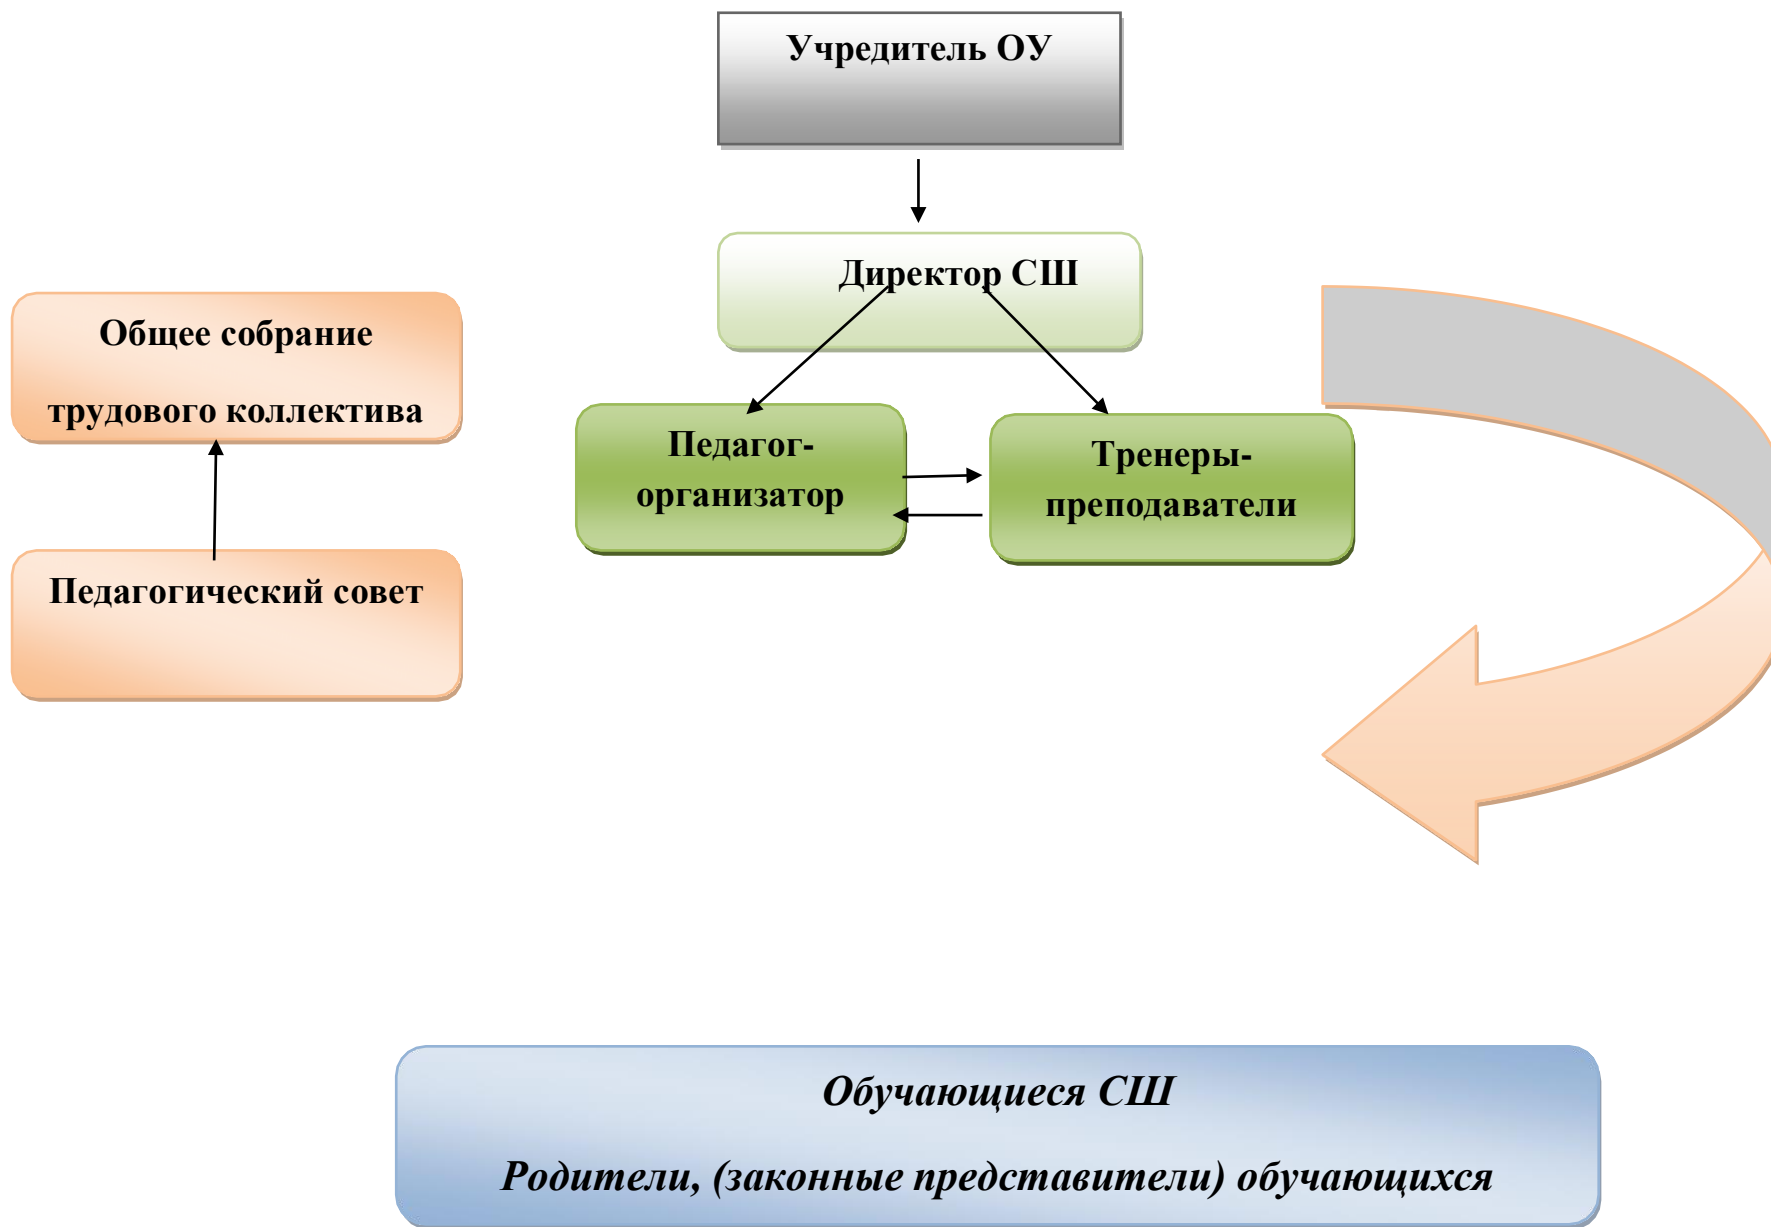 Учредитель ОУ
Директор СШ
Общее собрание
трудового коллектива
Педагог-
организатор
Тренеры-
преподаватели
Педагогический совет
Обучающиеся СШ
Родители, (законные представители) обучающихся